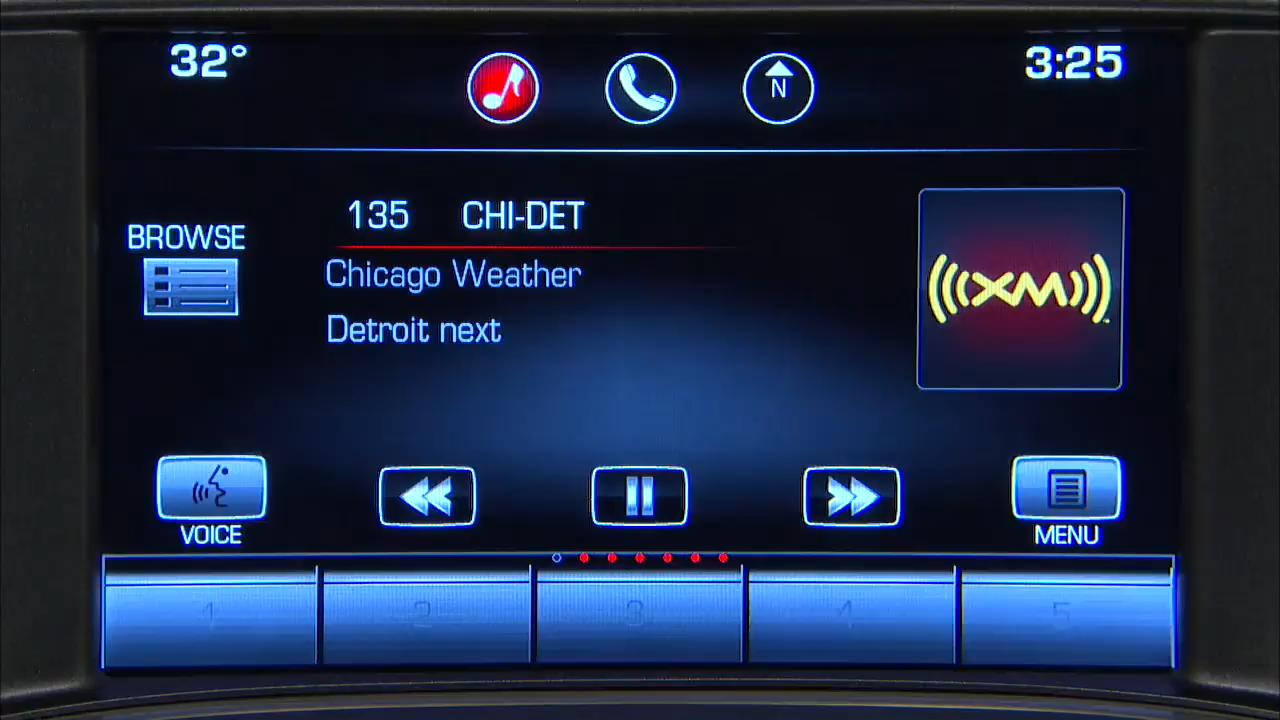 32°
3:25
N
135 CHI-DET
BROWSE
Chicago Weather
Detroit next
(((XM)))
VOICE
MENU
1 2 3 4 5